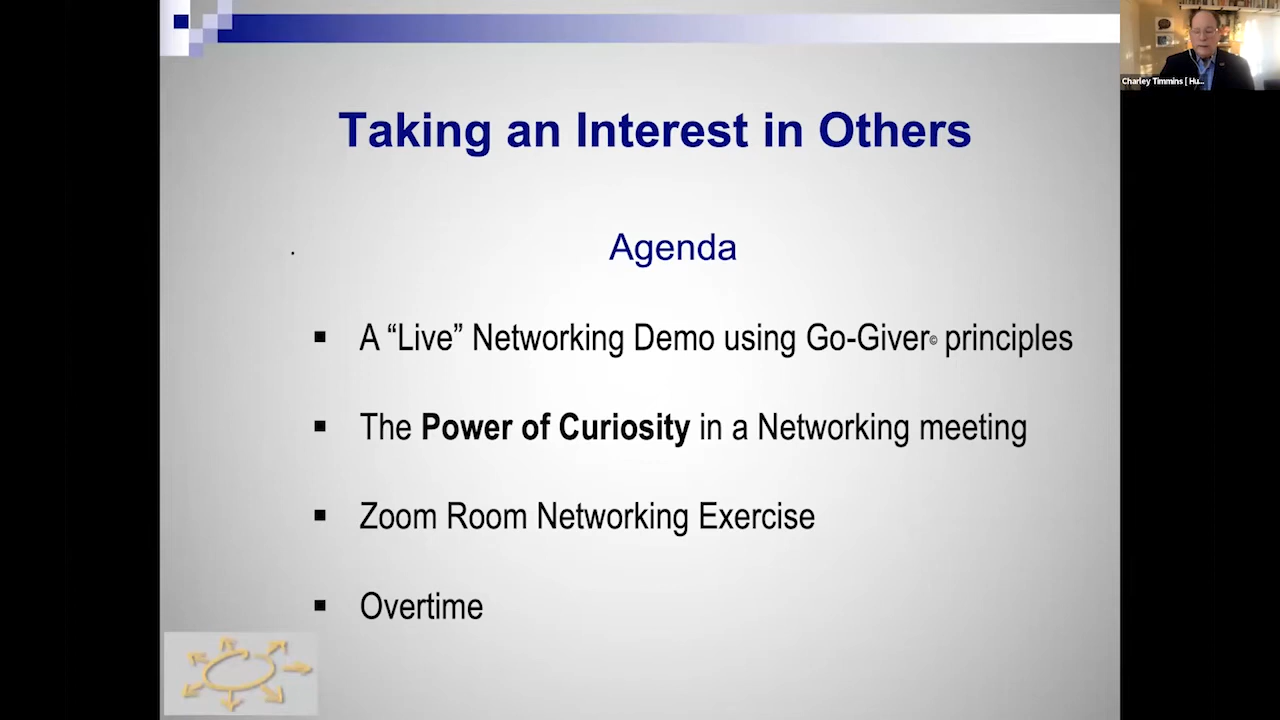 Taking an Interest in Others
Charley Timmins [ Hu...
Agenda
A “Live” Networking Demo using Go-Giver© principles
The Power of Curiosity in a Networking meeting
Zoom Room Networking Exercise
Overtime